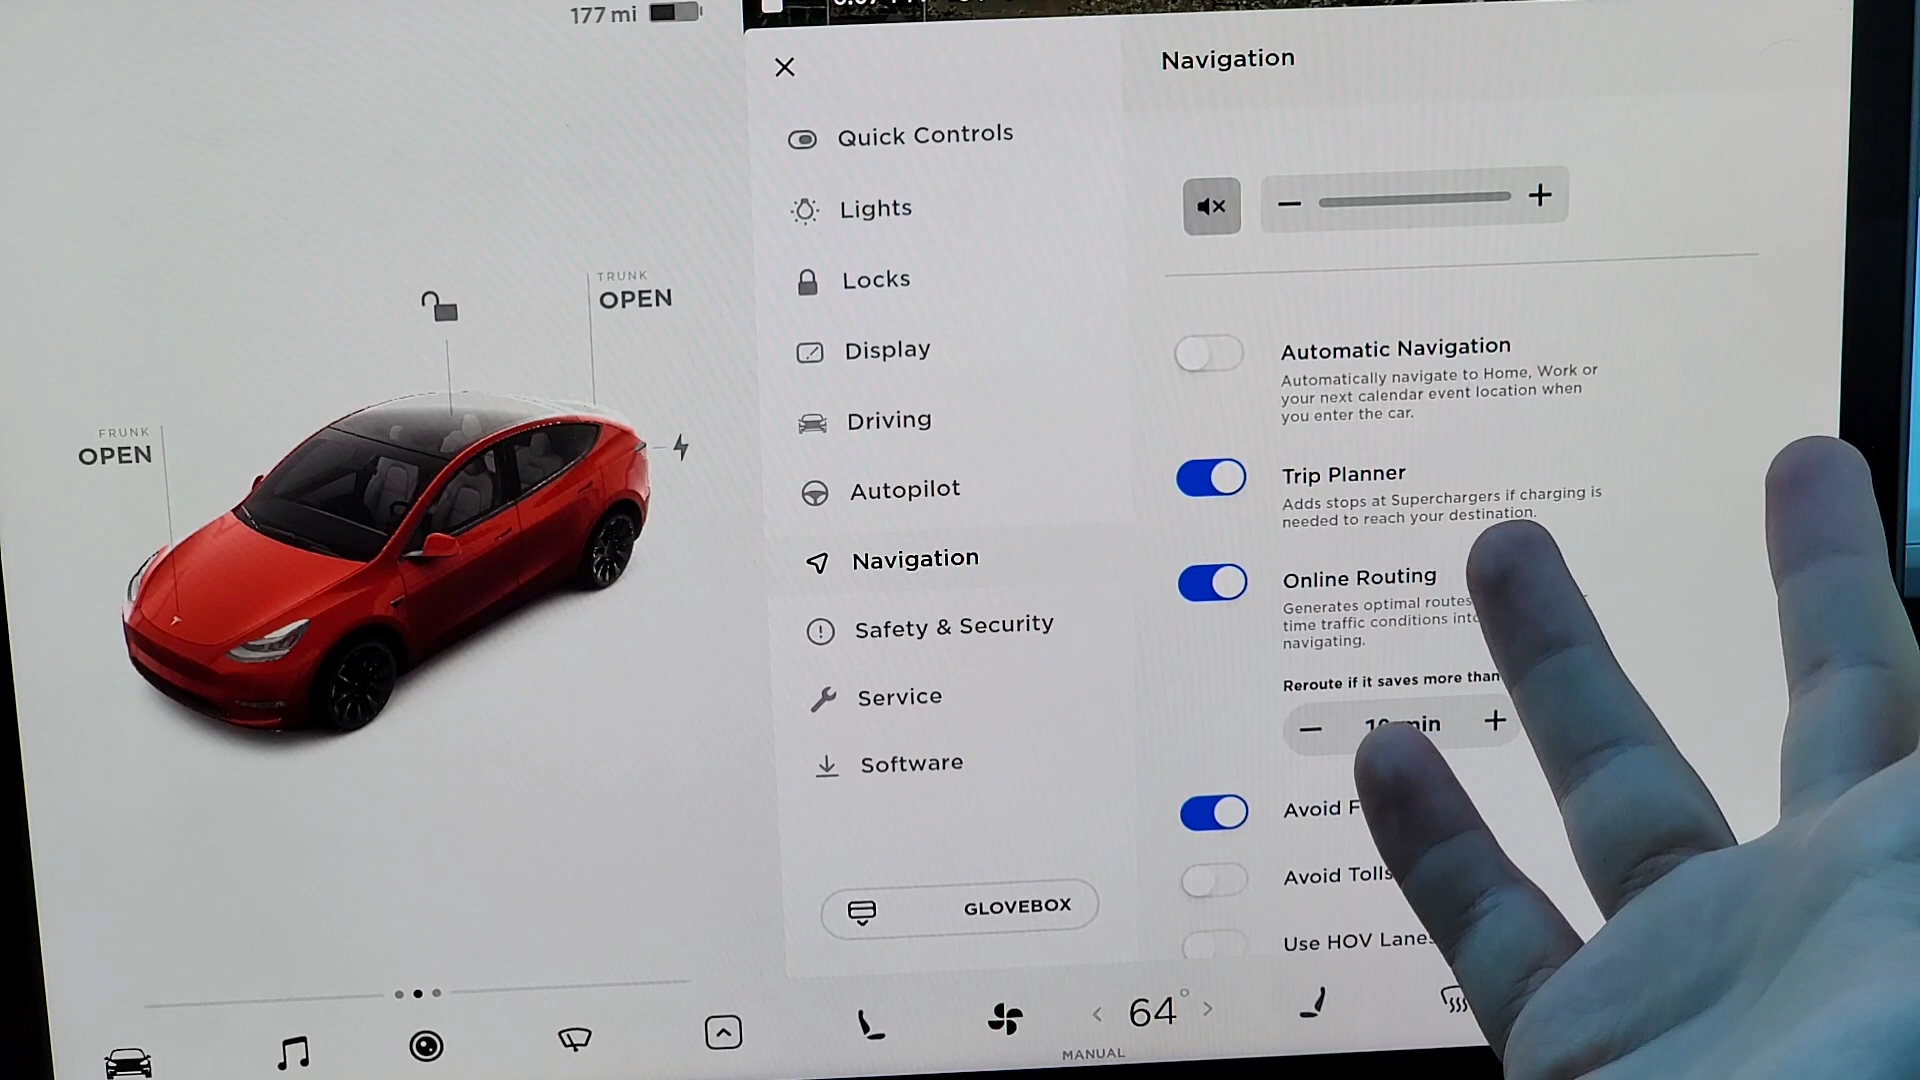 177 mi
TRUNK
OPEN
FRUNK
OPEN
Navigation
Quick Controls
Lights
Locks
Display
Driving
Autopilot
Navigation
Safety & Security
Service
Software
GLOVEBOX
Automatic Navigation
Automatically navigate to Home, Work or
your next calendar event location when
you enter the car.
Trip Planner
Adds stops at Superchargers if charging is
needed to reach your destination.
Online Routing
Generates optimal routes
time traffic conditions
navigating.
Reroute if it saves more than
min
Avoid
Avoid Tolls
Use HOV Lanes
64°
MANUAL